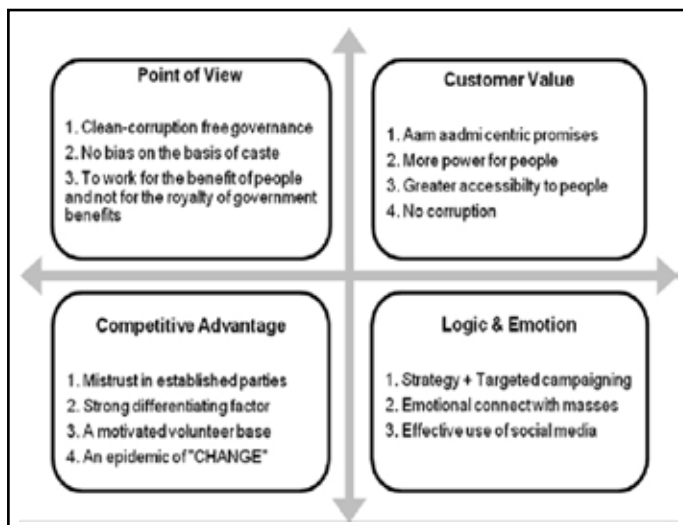 Point of View
1. Clean-corruption free governance
2. No bias on the basis of caste
3. To work for the benefit of people
and not for the royalty of government
benefits
Customer Value
1. Aam aadmi centric promises
2. More power for people
3. Greater accessibilty to people
4. No corruption
Competitive Advantage
1. Mistrust in established parties
2. Strong differentiating factor
3. A motivated volunteer base
4. An epidemic of "CHANGE"
Logic & Emotion
1. Strategy + Targeted campaigning
2. Emotional connect with masses
3. Effective use of social media